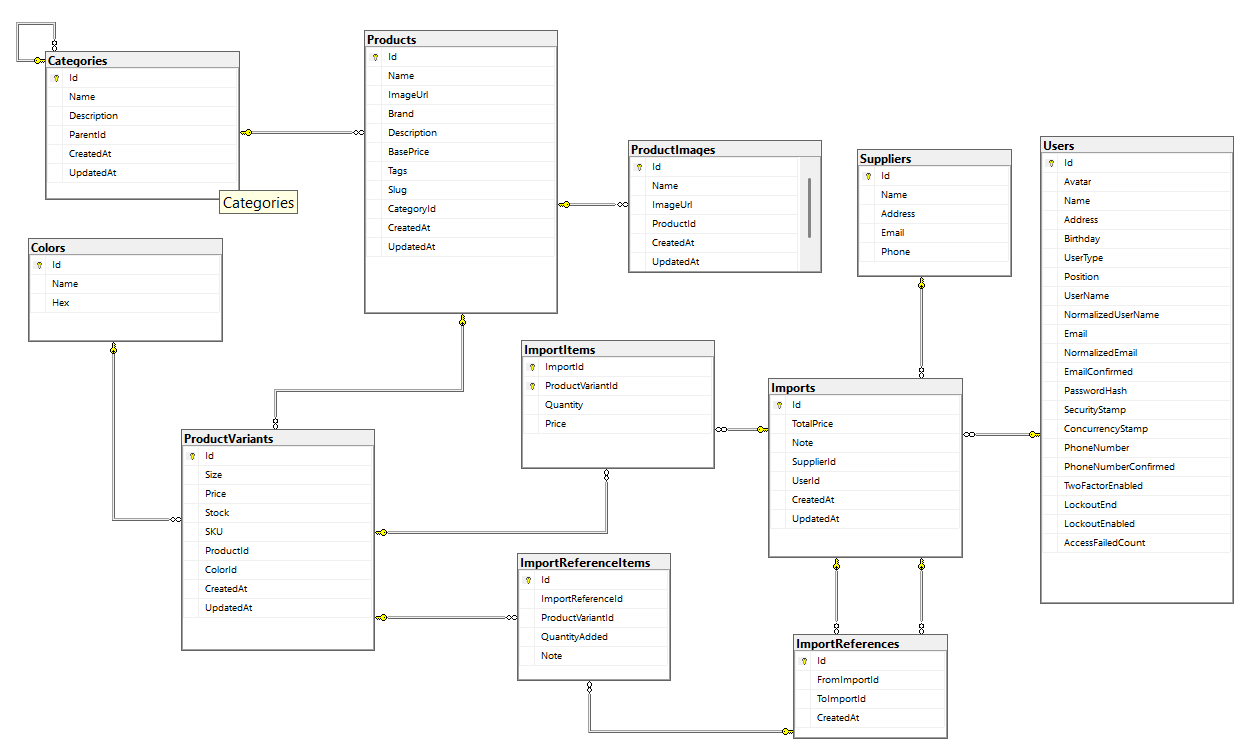 Categories
Id
Name
Description
ParentId
CreatedAt
UpdatedAt
Categories
Products
Id
Name
ImageUrl
Brand
Description
BasePrice
Tags
Slug
CategoryId
CreatedAt
UpdatedAt
ProductImages
Id
Name
ImageUrl
ProductId
CreatedAt
UpdatedAt
Suppliers
Id
Name
Address
Email
Phone
Users
Id
Avatar
Name
Address
Birthday
UserType
Position
UserName
NormalizedUserName
Email
NormalizedEmail
EmailConfirmed
PasswordHash
SecurityStamp
ConcurrencyStamp
PhoneNumber
PhoneNumberConfirmed
TwoFactorEnabled
LockoutEnd
LockoutEnabled
AccessFailedCount
Colors
Id
Name
Hex
ImportItems
ImportId
ProductVariantId
Quantity
Price
Imports
Id
TotalPrice
Note
SupplierId
UserId
CreatedAt
UpdatedAt
ProductVariants
Id
Size
Price
Stock
SKU
ProductId
ColorId
CreatedAt
UpdatedAt
ImportReferenceItems
Id
ImportReferenceId
ProductVariantId
QuantityAdded
Note
ImportReferences
Id
FromImportId
ToImportId
CreatedAt